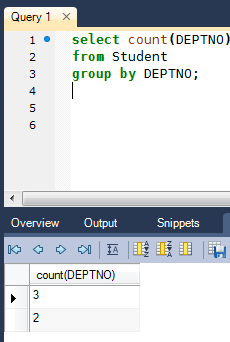 Query 1
1 select count(DEPTNO)
2 from Student
3 group by DEPTNO;
4
5
6
Overview Output Snippets
count(DEPTNO)
3
2